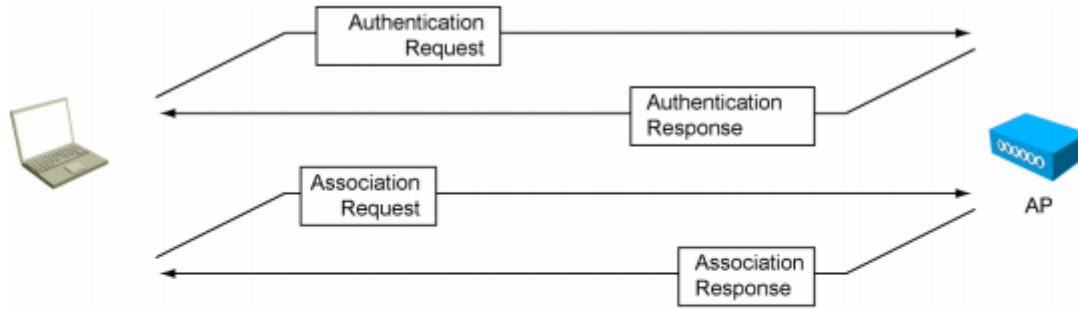 Authentication
Request
Authentication
Response
Association
Request
AP
Association
Response